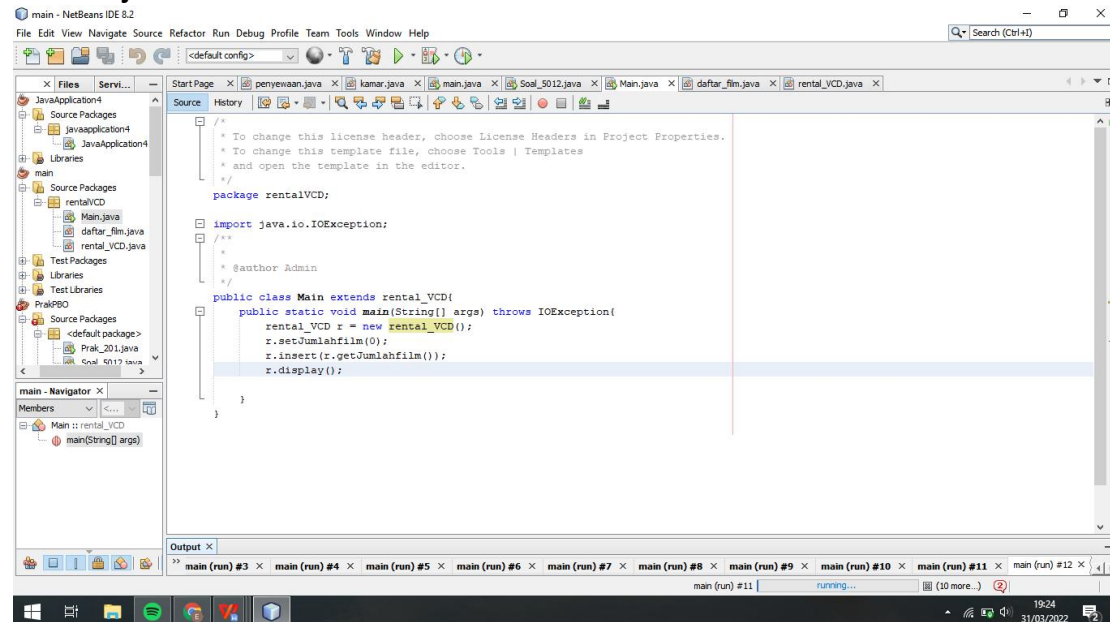 main - NetBeans IDE 8.2
File Edit View Navigate Source Refactor Run Debug Profile Team Tools Window Help
Search (Ctrl+I)
<default config>
Files Servi...
Start Page penyewaan.java kamar.java main.java Soal_5012.java Main.java daftar_film.java rental_VCD.java
Source History
JavaApplication4
Source Packages
javaapplication4
JavaApplication4
Libraries
main
Source Packages
rentalVCD
Main.java
daftar_film.java
rental_VCD.java
Test Packages
Libraries
Test Libraries
PrakPBO
Source Packages
<default package>
Prak_201.java
Soal_5012.java
/*
* To change this license header, choose License Headers in Project Properties.
* To change this template file, choose Tools | Templates
* and open the template in the editor.
*/
package rentalVCD;
import java.io.IOException;
/**
*
* @author Admin
*/
public class Main extends rental_VCD{
public static void main(String[] args) throws IOException{
rental_VCD r = new rental_VCD();
r.setJumlahfilm(0);
r.insert(r.getJumlahfilm());
r.display();
}
}
main - Navigator
Members <...
Main :: rental_VCD
main(String[] args)
Output
main (run) #3 main (run) #4 main (run) #5 main (run) #6 main (run) #7 main (run) #8 main (run) #9 main (run) #10 main (run) #11 main (run) #12
main (run) #11 running... (10 more...) 2
19:24
31/03/2022
2